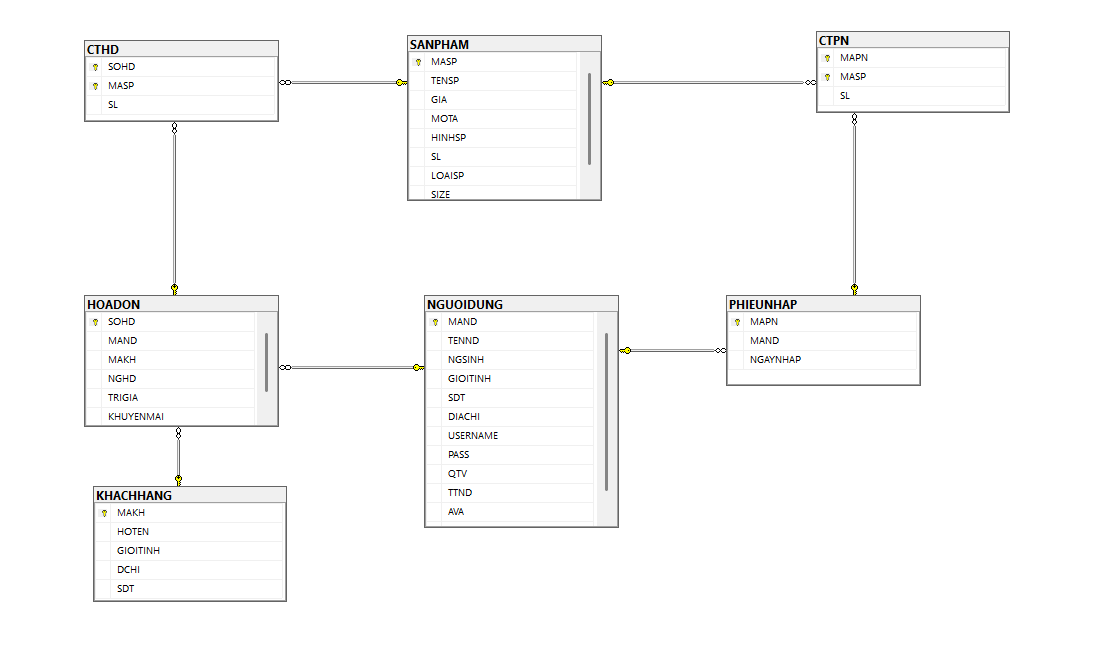 CTHD
SOHD
MASP
SL
SANPHAM
MASP
TENSP
GIA
MOTA
HINHSP
SL
LOAISP
SIZE
CTPN
MAPN
MASP
SL
HOADON
SOHD
MAND
MAKH
NGHD
TRIGIA
KHUYENMAI
NGUOIDUNG
MAND
TENND
NGSINH
GIOITINH
SDT
DIACHI
USERNAME
PASS
QTV
TTND
AVA
PHIEUNHAP
MAPN
MAND
NGAYNHAP
KHACHHANG
MAKH
HOTEN
GIOITINH
DCHI
SDT